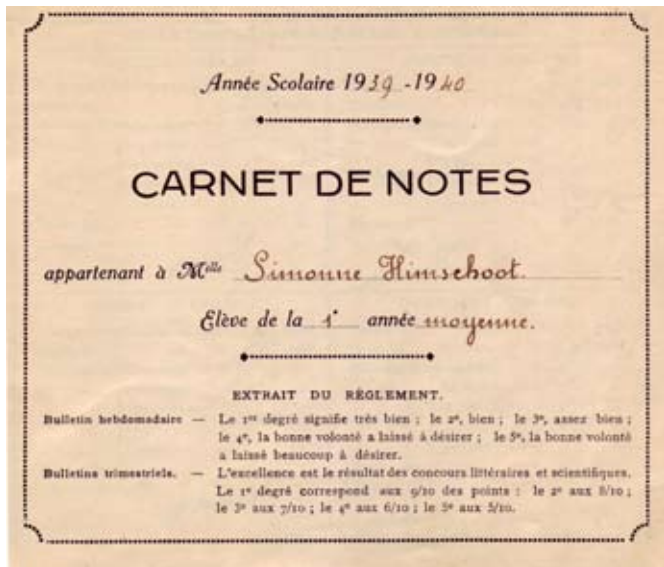 Année Scolaire 1939-1940
CARNET DE NOTES
appartenant à Melle Simonne Himschoot.
Elève de la 1e année moyenne.
EXTRAIT DU RÈGLEMENT.
Bulletin hebdomadaire — Le 1er degré signifie très bien ; le 2e, bien ; le 3e, assez bien ;
le 4e, la bonne volonté a laissé à désirer ; le 5e, la bonne volonté
a laissé beaucoup à désirer.
Bulletins trimestriels. — L'excellence est le résultat des concours littéraires et scientifiques.
Le 1e degré correspond aux 9/10 des points : le 2e aux 8/10 ;
le 3e aux 7/10 ; le 4e aux 6/10 ; le 5e aux 5/10.